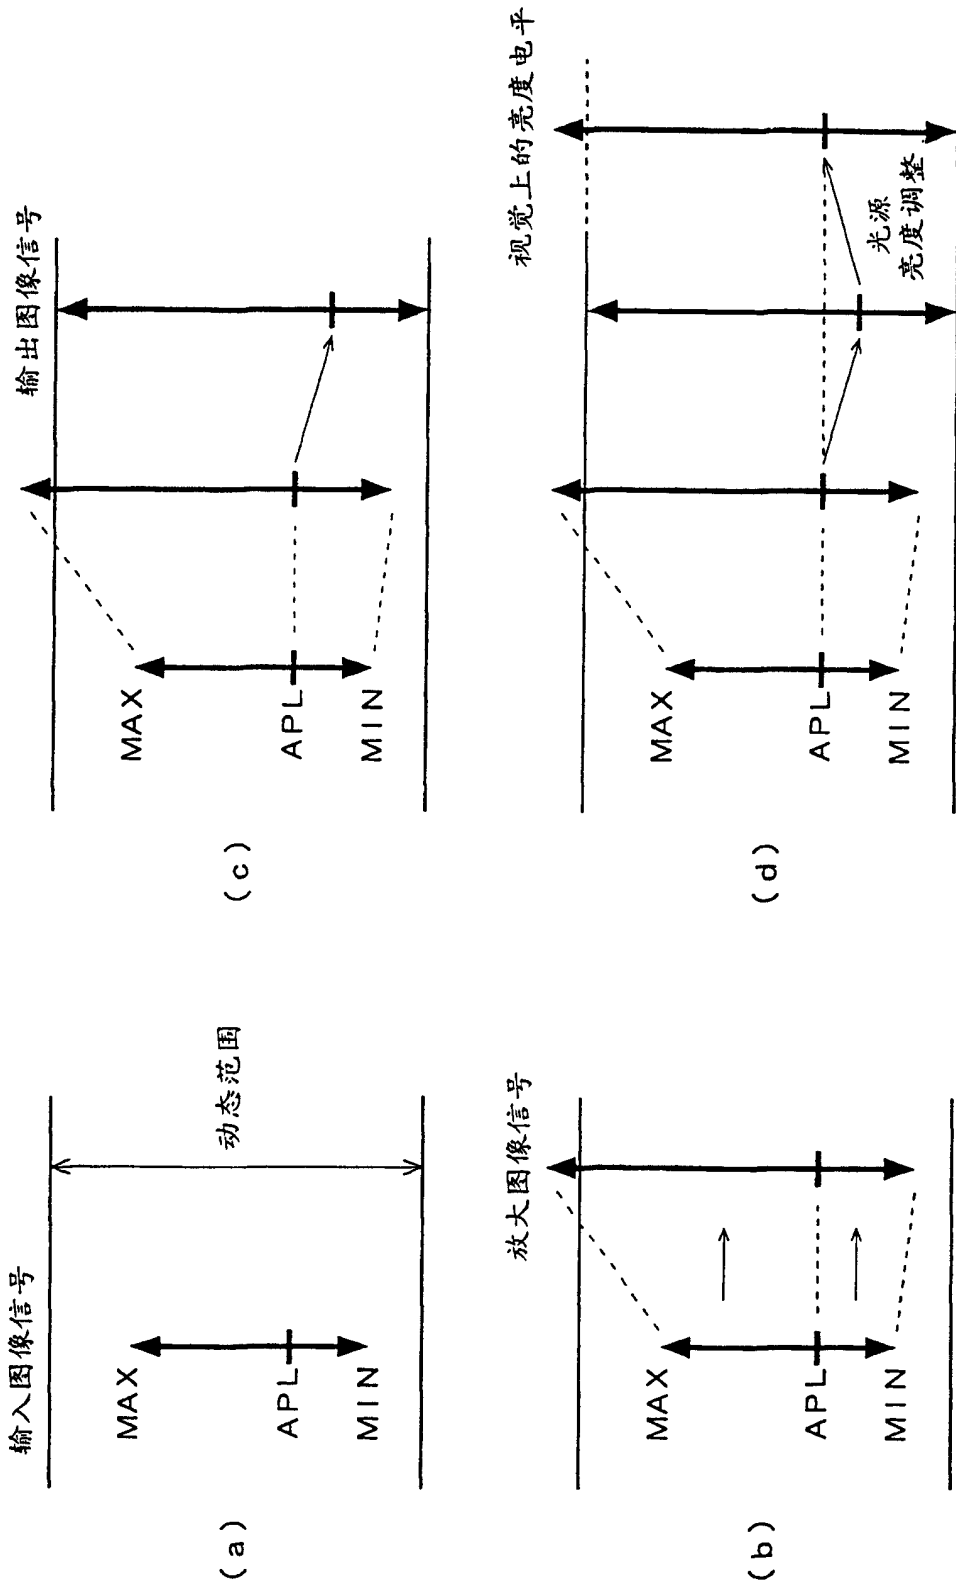 (a)
输入图像信号
MAX
APL
MIN
动态范围
(b)
放大图像信号
MAX
APL
MIN
(c)
输出图像信号
MAX
APL
MIN
(d)
视觉上的亮度电平
MAX
APL
MIN
光源
亮度调整